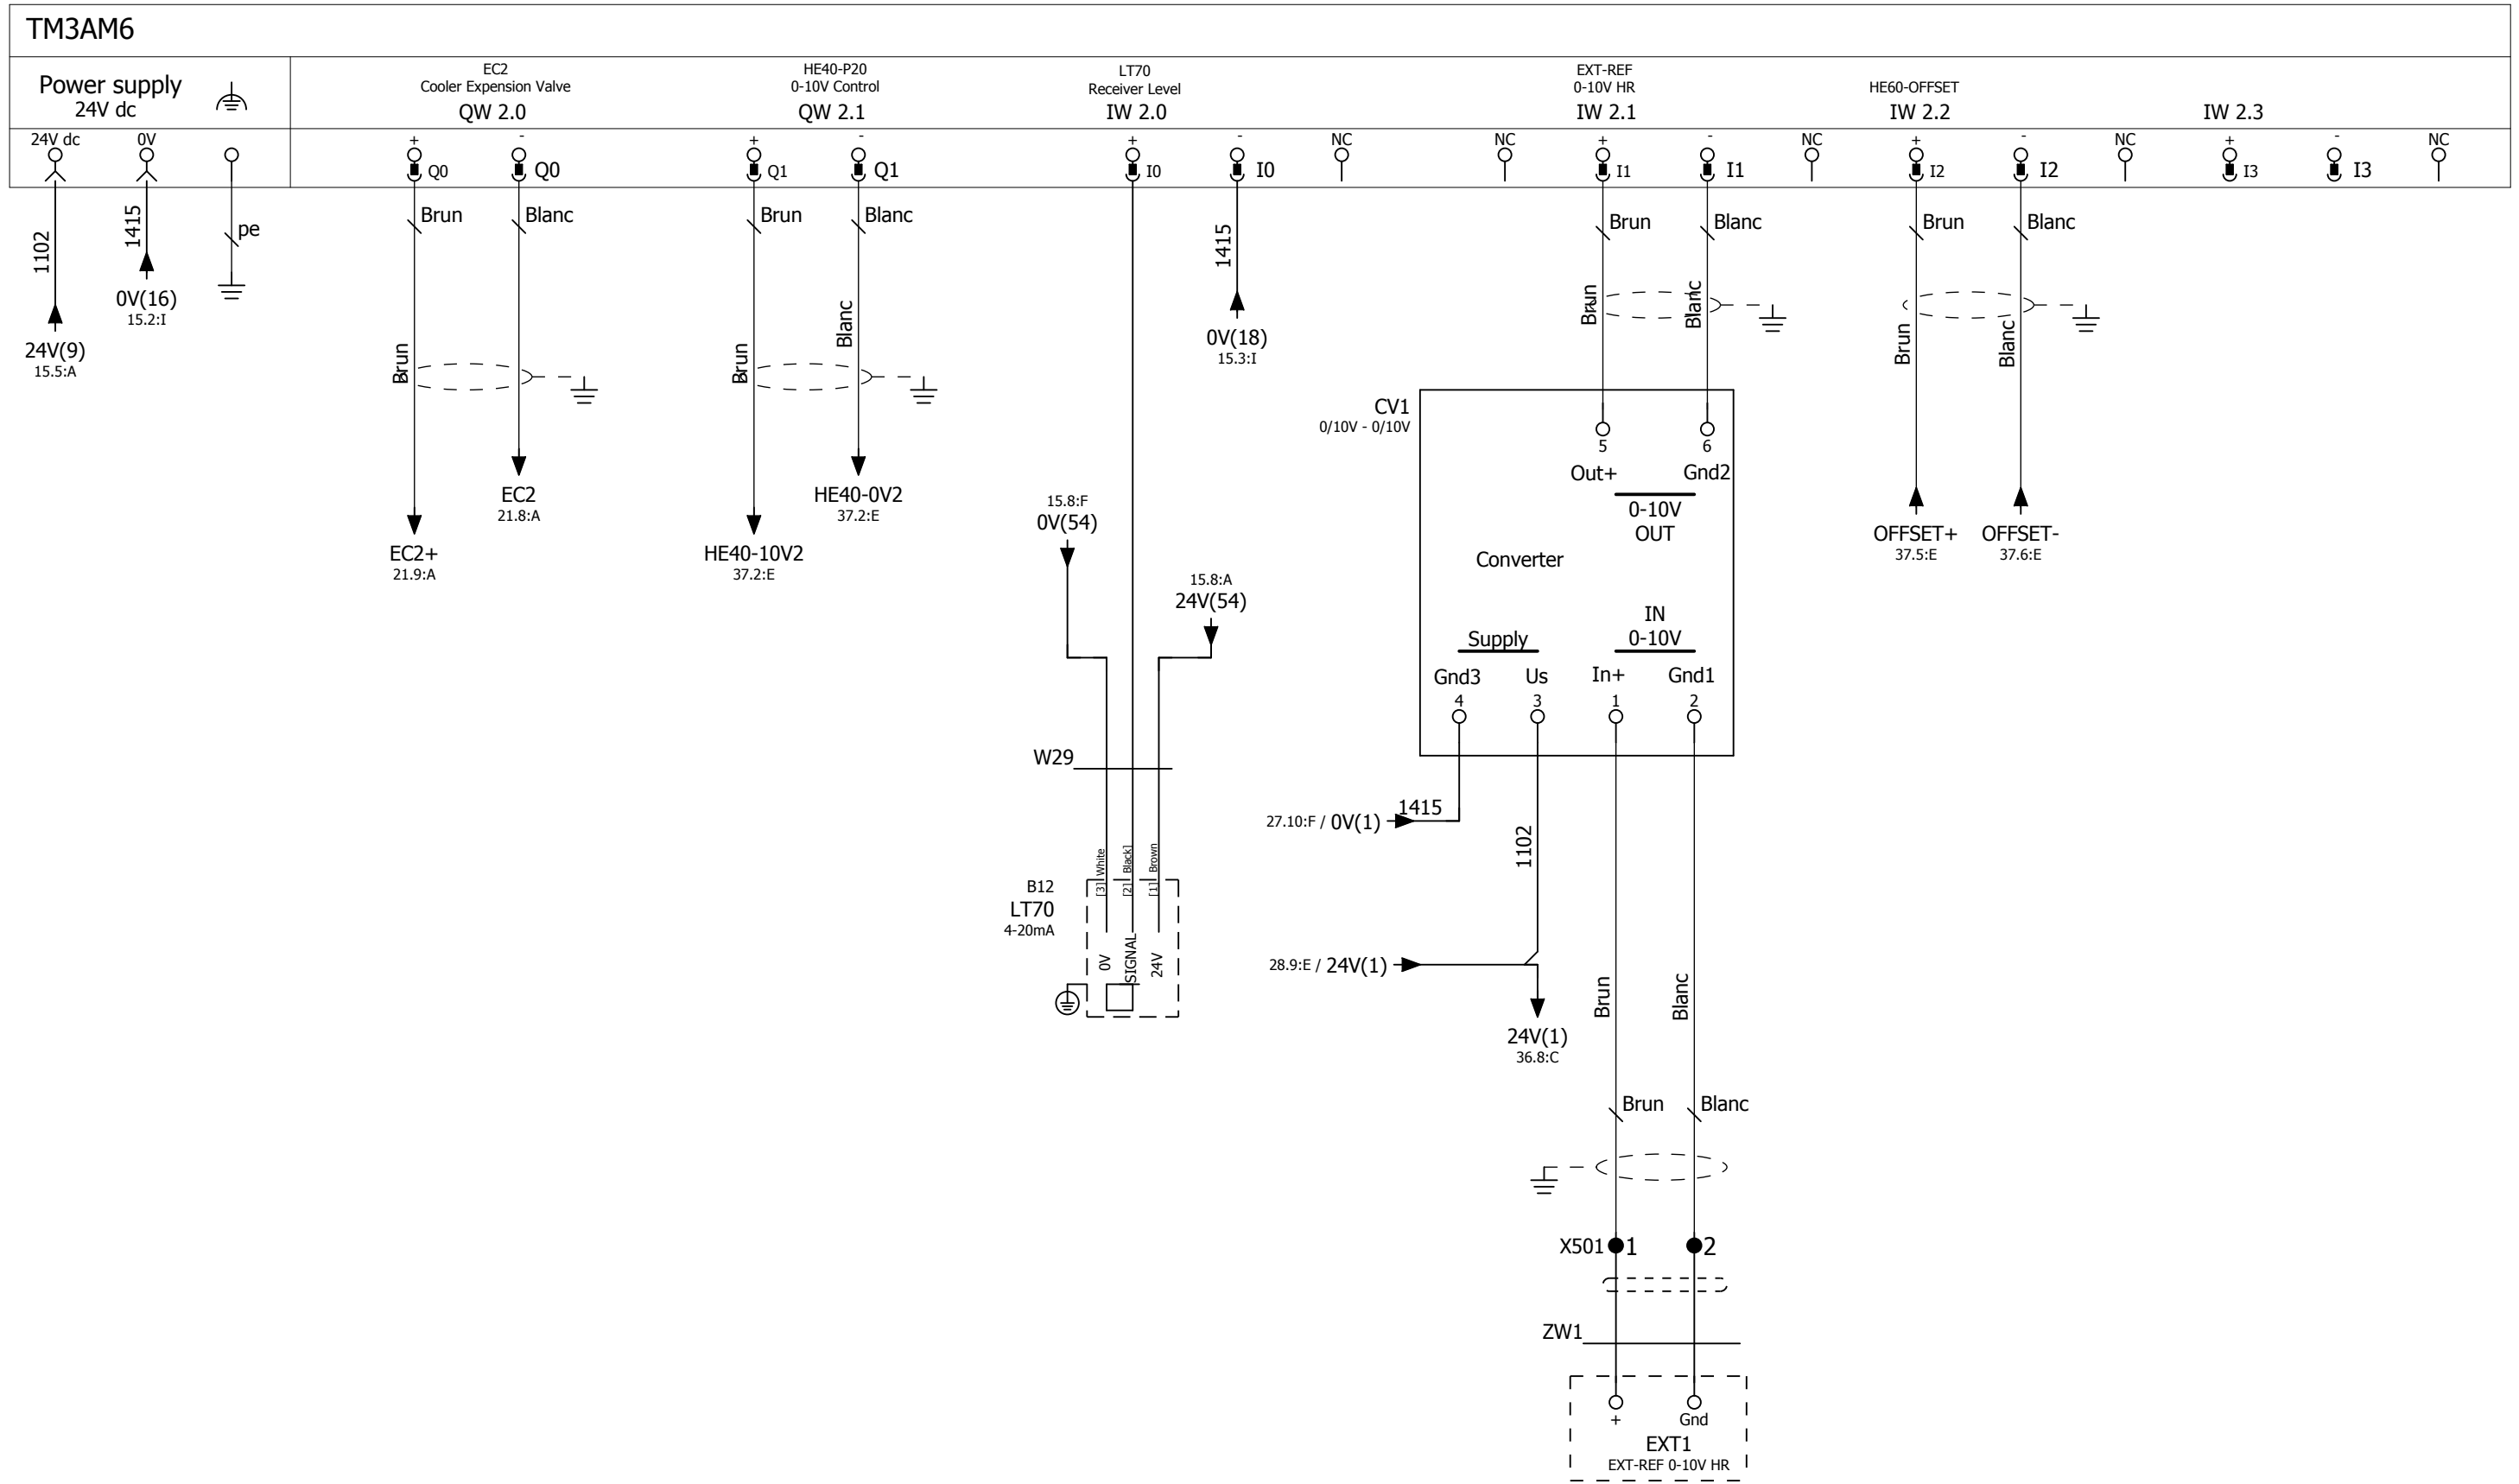 TM3AM6
Power supply
24V dc
EC2
Cooler Expension Valve
QW 2.0
HE40-P20
0-10V Control
QW 2.1
LT70
Receiver Level
IW 2.0
EXT-REF
0-10V HR
IW 2.1
HE60-OFFSET
IW 2.2
IW 2.3
24V dc 0V + - + - + - NC NC + - NC + - NC + - NC
Q0 Q0 Q1 Q1 I0 I0 I1 I1 I2 I2 I3 I3
1102
1415
pe
Brun Blanc
Brun Blanc
1415
Brun Blanc
Brun Blanc
24V(9)
15.5:A
0V(16)
15.2:I
Brun
Brun
Blanc
0V(18)
15.3:I
Brun
Blanc
Brun
Blanc
EC2+
21.9:A
EC2
21.8:A
HE40-10V2
37.2:E
HE40-0V2
37.2:E
15.8:F
0V(54)
15.8:A
24V(54)
CV1
0/10V - 0/10V
5 6
Out+ Gnd2
0-10V
OUT
Converter
IN
0-10V
Supply
Gnd3 Us In+ Gnd1
4 3 1 2
OFFSET+
37.5:E
OFFSET-
37.6:E
W29
27.10:F / 0V(1)
1415
1102
28.9:E / 24V(1)
24V(1)
36.8:C
B12
LT70
4-20mA
[3] White
[2] Black]
[1] Brown
0V
SIGNAL
24V
Brun
Blanc
Brun Blanc
X501 1 2
ZW1
+ Gnd
EXT1
EXT-REF 0-10V HR